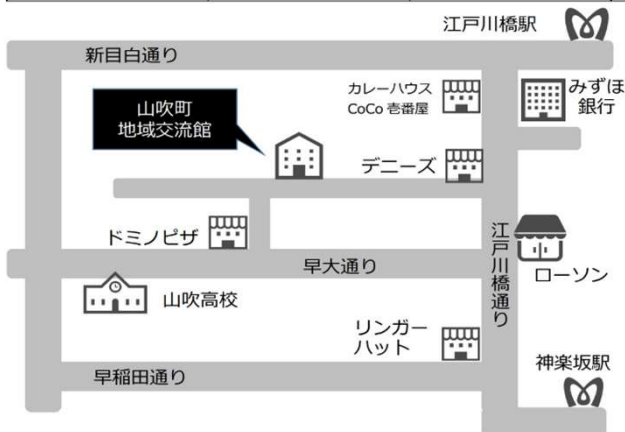 江戸川橋駅
新目白通り
カレーハウス
CoCo 壱番屋
みずほ
銀行
山吹町
地域交流館
デニーズ
ドミノピザ
江戸川橋通り
早大通り
ローソン
山吹高校
リンガー
ハット
神楽坂駅
早稲田通り